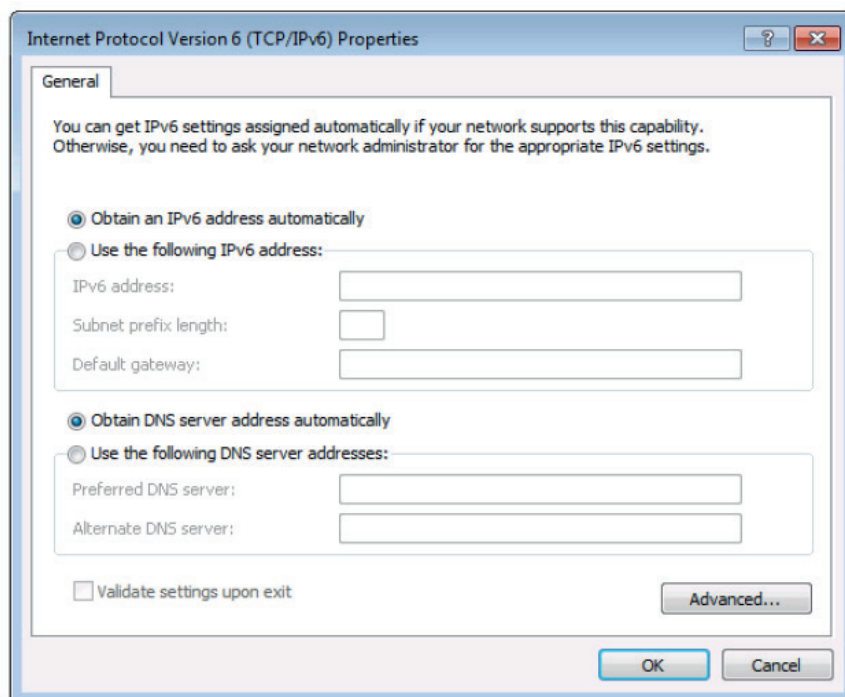 Internet Protocol Version 6 (TCP/IPv6) Properties
?
General
You can get IPv6 settings assigned automatically if your network supports this capability.
Otherwise, you need to ask your network administrator for the appropriate IPv6 settings.
Obtain an IPv6 address automatically
Use the following IPv6 address:
IPv6 address:
Subnet prefix length:
Default gateway:
Obtain DNS server address automatically
Use the following DNS server addresses:
Preferred DNS server:
Alternate DNS server:
Validate settings upon exit
Advanced...
OK Cancel